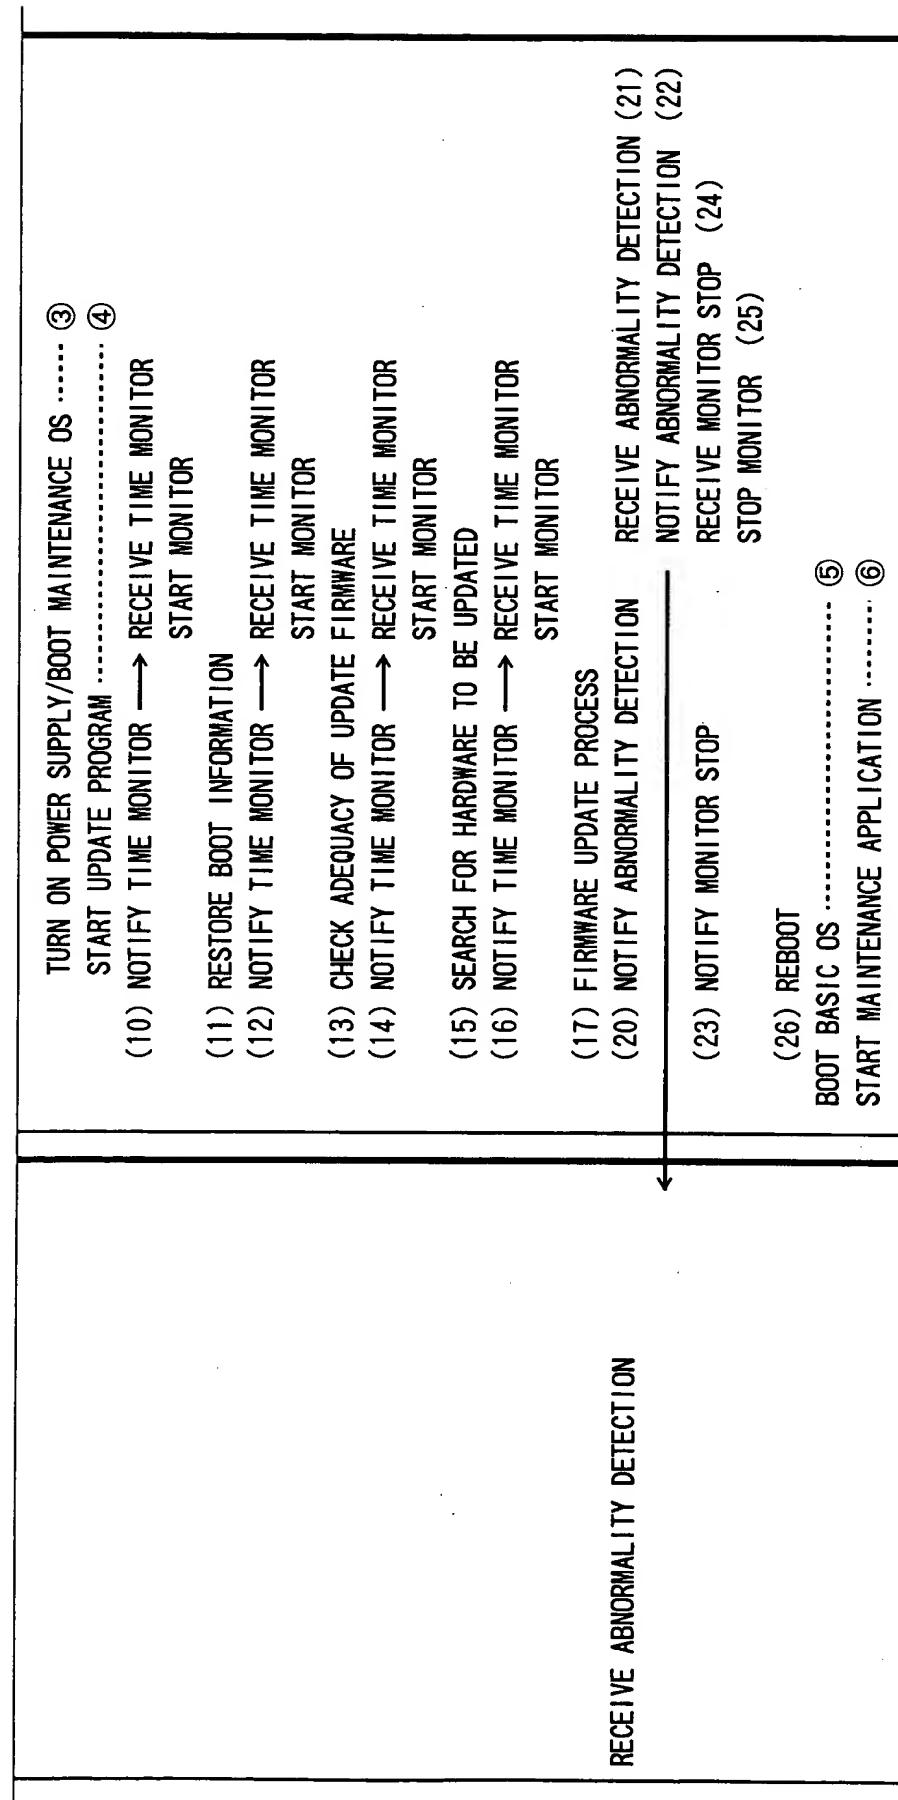 TURN ON POWER SUPPLY/BOOT MAINTENANCE OS ····· ③
START UPDATE PROGRAM ························ ④
(10) NOTIFY TIME MONITOR ⟶ RECEIVE TIME MONITOR
START MONITOR
(11) RESTORE BOOT INFORMATION
(12) NOTIFY TIME MONITOR ⟶ RECEIVE TIME MONITOR
START MONITOR
(13) CHECK ADEQUACY OF UPDATE FIRMWARE
(14) NOTIFY TIME MONITOR ⟶ RECEIVE TIME MONITOR
START MONITOR
(15) SEARCH FOR HARDWARE TO BE UPDATED
(16) NOTIFY TIME MONITOR ⟶ RECEIVE TIME MONITOR
START MONITOR
(17) FIRMWARE UPDATE PROCESS
RECEIVE ABNORMALITY DETECTION
(20) NOTIFY ABNORMALITY DETECTION RECEIVE ABNORMALITY DETECTION (21)
NOTIFY ABNORMALITY DETECTION (22)
(23) NOTIFY MONITOR STOP RECEIVE MONITOR STOP (24)
STOP MONITOR (25)
(26) REBOOT
BOOT BASIC OS ······························ ⑤
START MAINTENANCE APPLICATION ········ ⑥